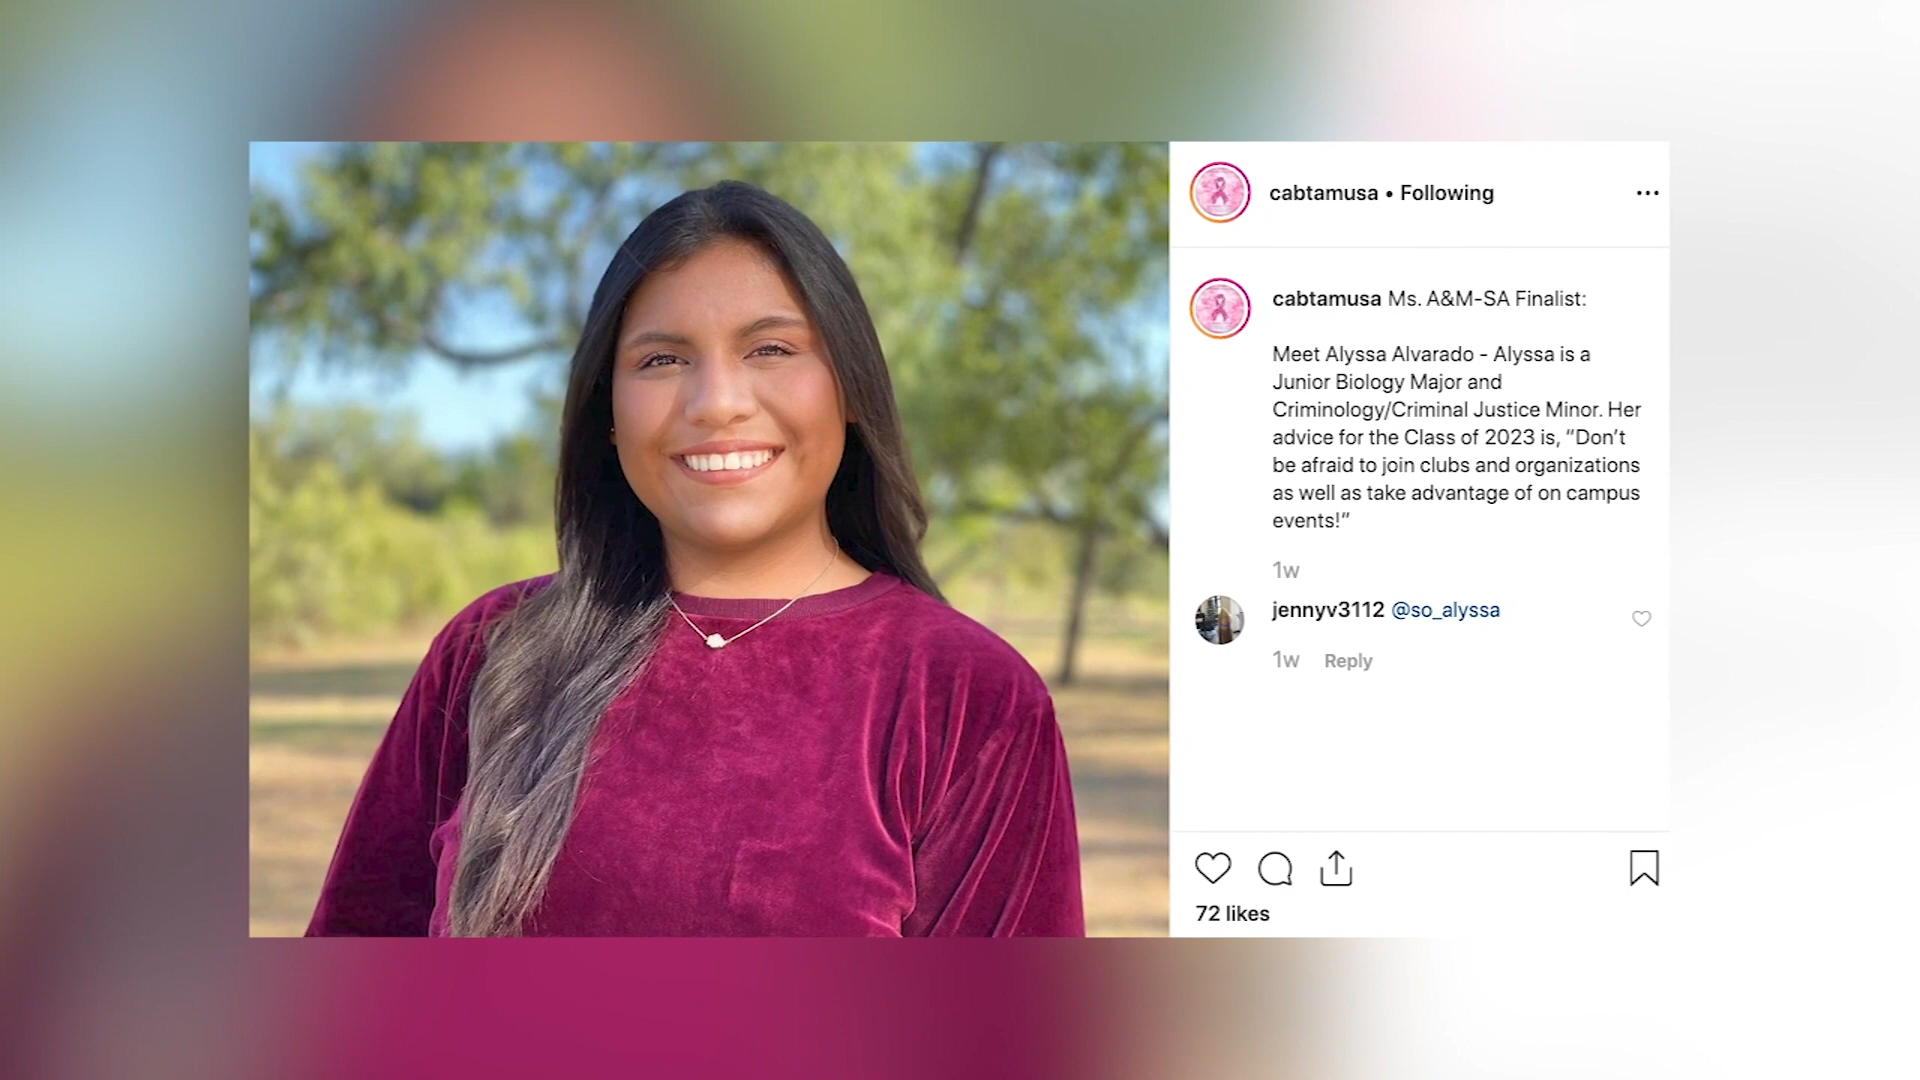 cabtamusa • Following
cabtamusa Ms. A&M-SA Finalist:
Meet Alyssa Alvarado - Alyssa is a
Junior Biology Major and
Criminology/Criminal Justice Minor. Her
advice for the Class of 2023 is, “Don’t
be afraid to join clubs and organizations
as well as take advantage of on campus
events!”
1w
jennyv3112 @so_alyssa
1w Reply
72 likes